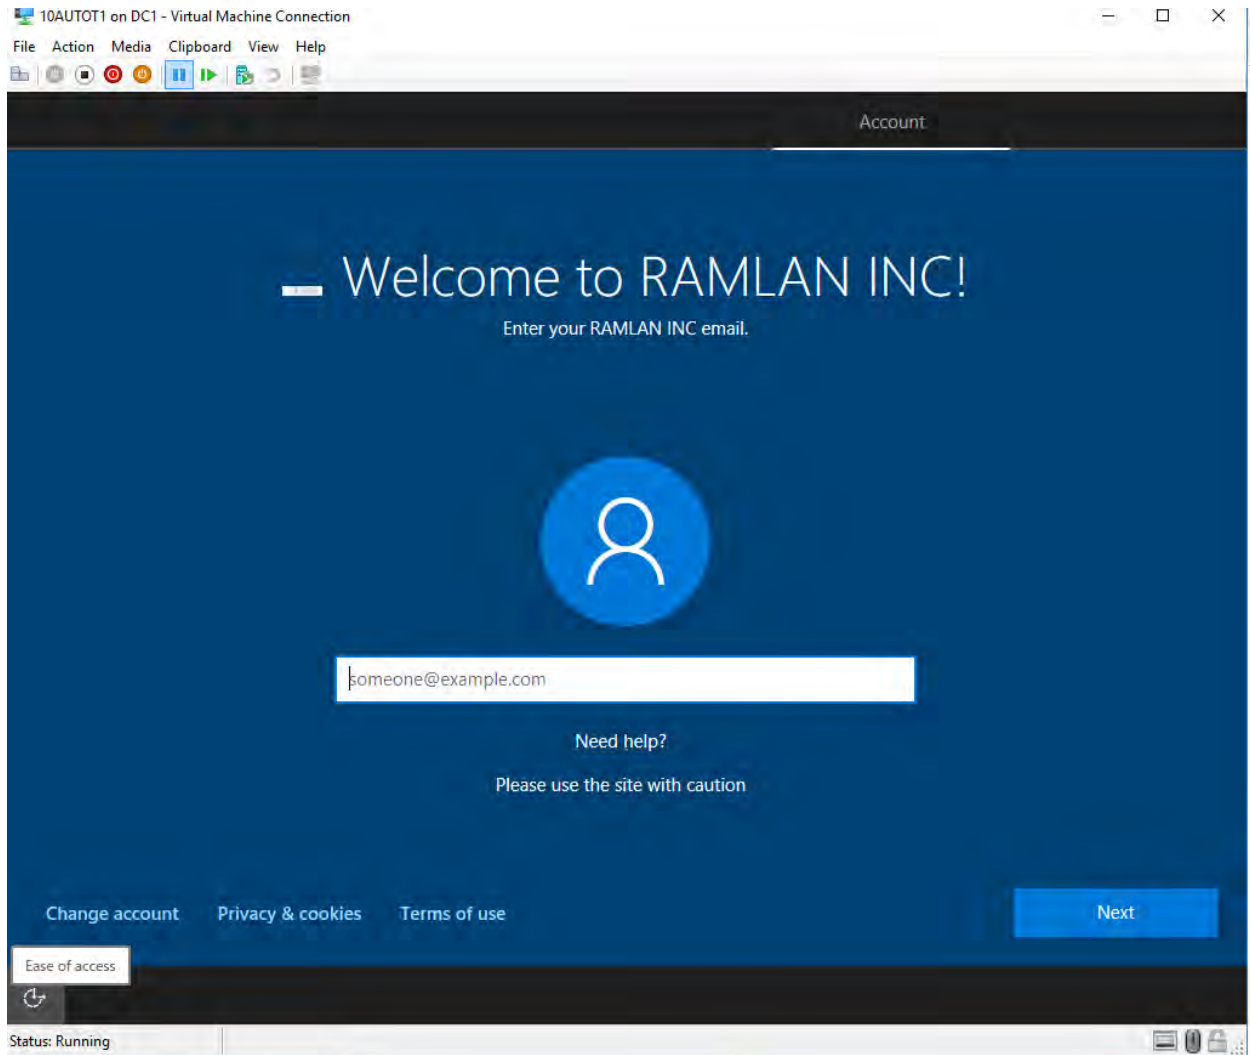 10AUTOT1 on DC1 - Virtual Machine Connection
File Action Media Clipboard View Help
Account
Welcome to RAMLAN INC!
Enter your RAMLAN INC email.
someone@example.com
Need help?
Please use the site with caution
Change account Privacy & cookies Terms of use Next
Ease of access
Status: Running